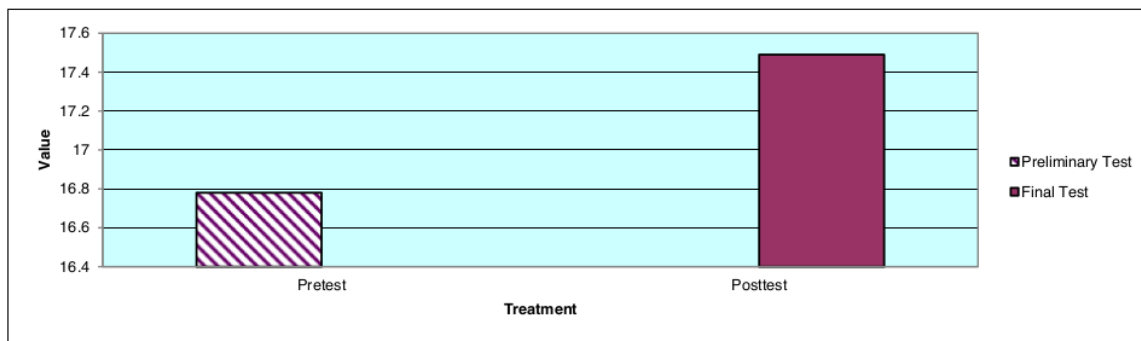 17.6
17.4
17.2
17
16.8
16.6
16.4
Value
Pretest
Posttest
Treatment
Preliminary Test
Final Test